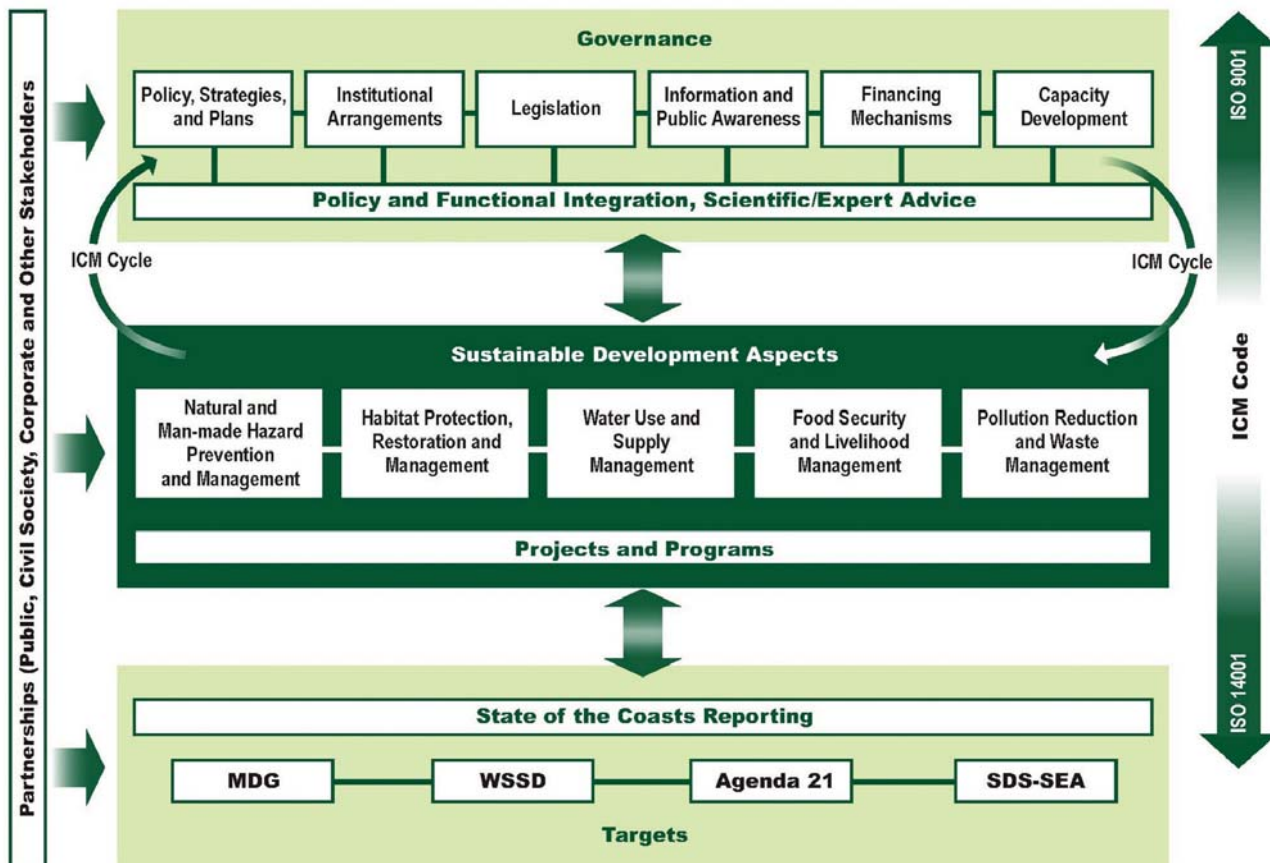 Partnerships (Public, Civil Society, Corporate and Other Stakeholders
Governance
Policy, Strategies,
and Plans
Institutional
Arrangements
Legislation
Information and
Public Awareness
Financing
Mechanisms
Capacity
Development
Policy and Functional Integration, Scientific/Expert Advice
ICM Cycle
ICM Cycle
Sustainable Development Aspects
Natural and
Man-made Hazard
Prevention
and Management
Habitat Protection,
Restoration and
Management
Water Use and
Supply
Management
Food Security
and Livelihood
Management
Pollution Reduction
and Waste
Management
Projects and Programs
State of the Coasts Reporting
MDG
WSSD
Agenda 21
SDS-SEA
Targets
ISO 9001
ICM Code
ISO 14001